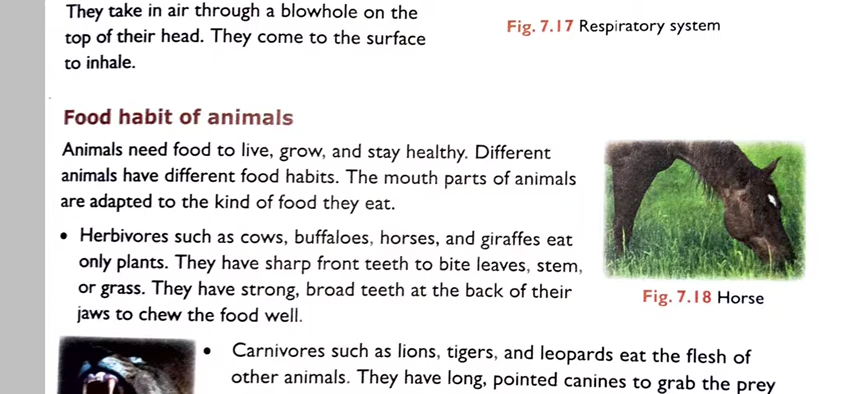 They take in air through a blowhole on the
top of their head. They come to the surface
to inhale.
Fig. 7.17 Respiratory system
Food habit of animals
Animals need food to live, grow, and stay healthy. Different
animals have different food habits. The mouth parts of animals
are adapted to the kind of food they eat.
• Herbivores such as cows, buffaloes, horses, and giraffes eat
only plants. They have sharp front teeth to bite leaves, stem,
or grass. They have strong, broad teeth at the back of their
jaws to chew the food well.
Fig. 7.18 Horse
• Carnivores such as lions, tigers, and leopards eat the flesh of
other animals. They have long, pointed canines to grab the prey